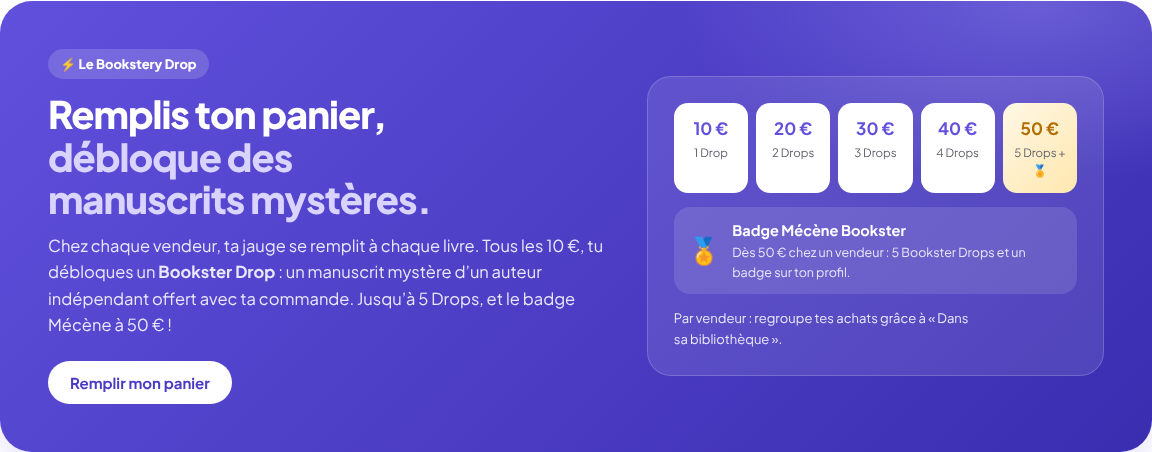 ⚡ Le Bookstery Drop
Remplis ton panier,
débloque des
manuscrits mystères.
Chez chaque vendeur, ta jauge se remplit à chaque livre. Tous les 10 €, tu
débloques un Bookster Drop : un manuscrit mystère d’un auteur
indépendant offert avec ta commande. Jusqu’à 5 Drops, et le badge
Mécène à 50 € !
Remplir mon panier
10 €
1 Drop
20 €
2 Drops
30 €
3 Drops
40 €
4 Drops
50 €
5 Drops +
🏅
🏅
Badge Mécène Bookster
Dès 50 € chez un vendeur : 5 Bookster Drops et un
badge sur ton profil.
Par vendeur : regroupe tes achats grâce à « Dans
sa bibliothèque ».